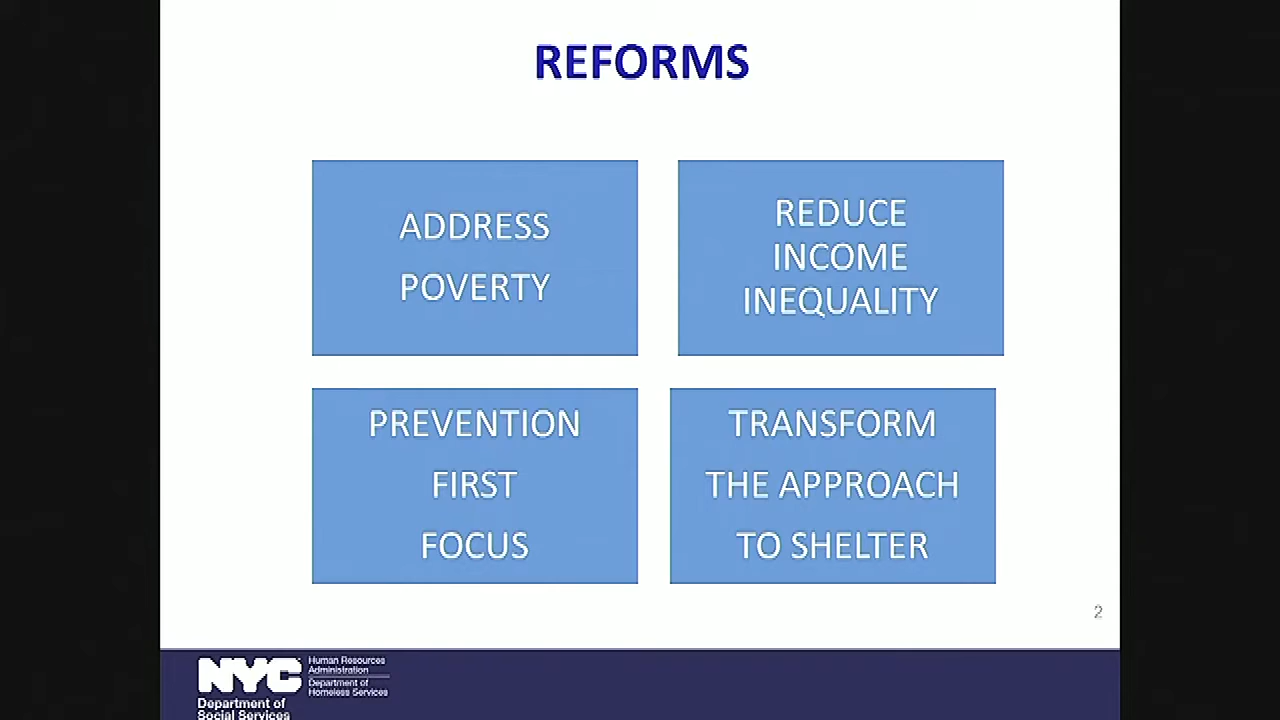 REFORMS
ADDRESS
POVERTY
REDUCE
INCOME
INEQUALITY
PREVENTION
FIRST
FOCUS
TRANSFORM
THE APPROACH
TO SHELTER
2
NYC
Department of
Social Services
Human Resources
Administration
Department of
Homeless Services